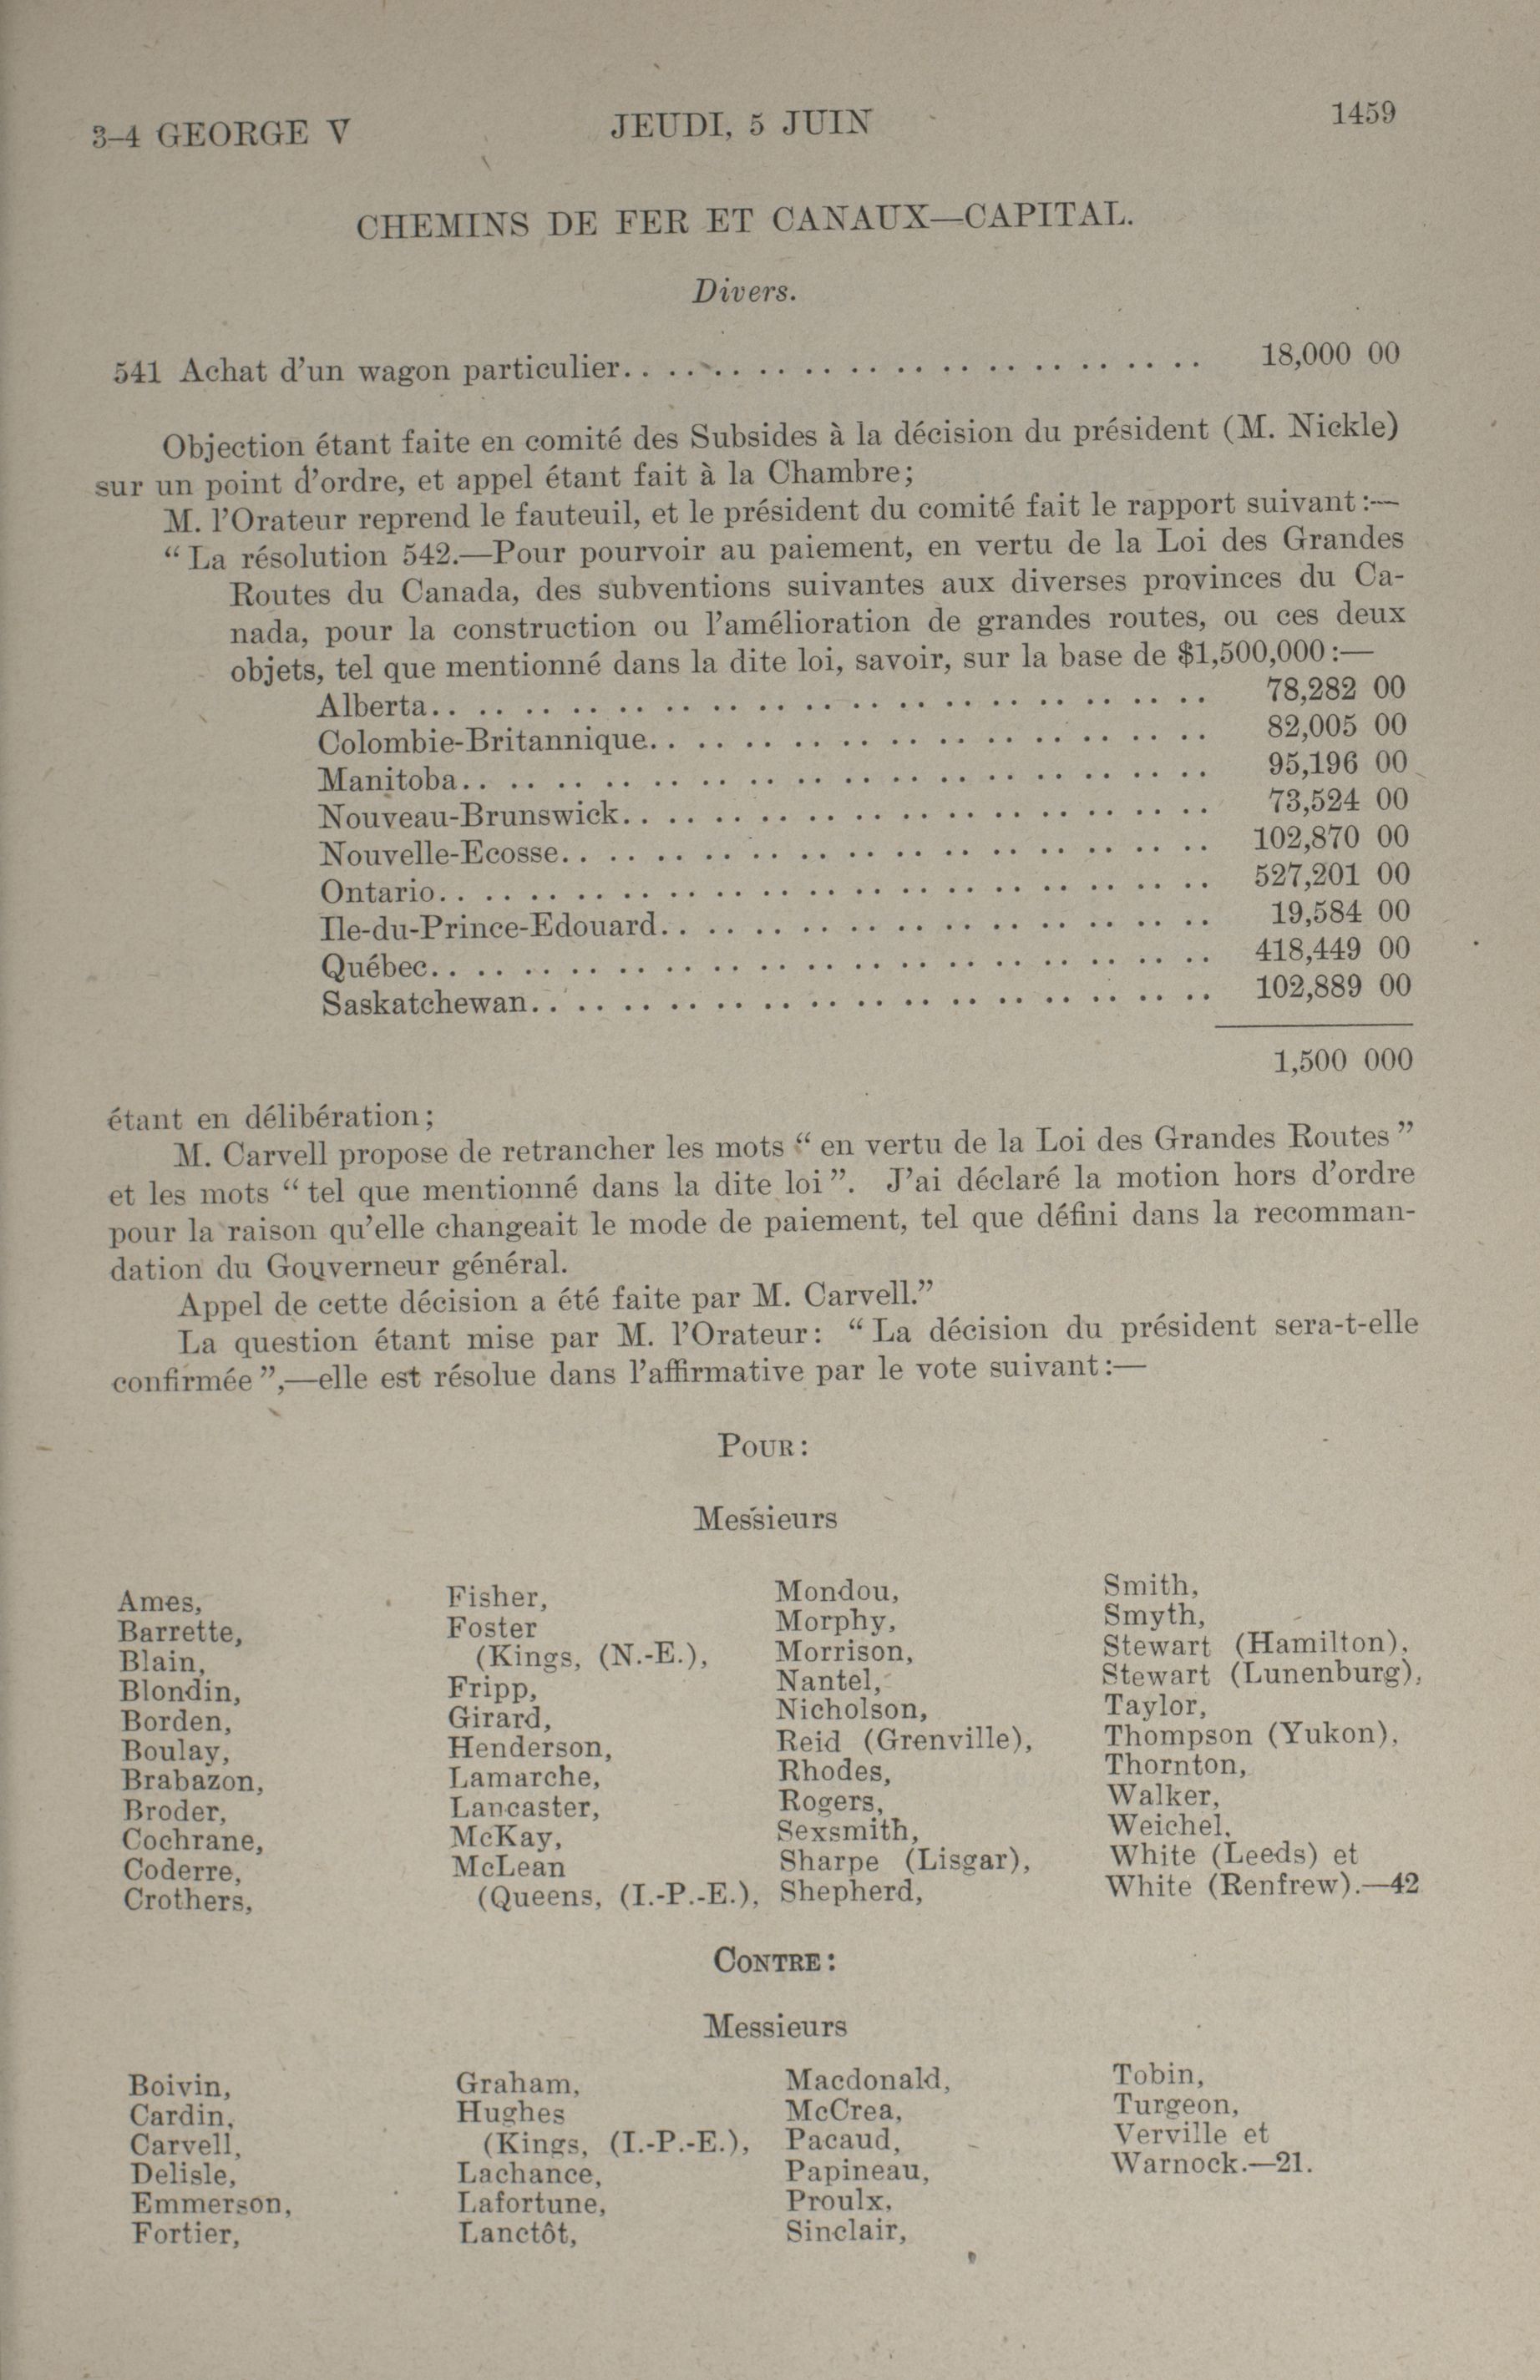 3-4 GEORGE V JEUDI, 5 JUIN 1459
CHEMINS DE FER ET CANAUX—CAPITAL.
Divers.
541 Achat d'un wagon particulier. . . . . . . . . . . . . . . . . . . . . . . . . 18,000 00
Objection étant faite en comité des Subsides à la décision du président (M. Nickle)
sur un point d'ordre, et appel étant fait à la Chambre;
M. l'Orateur reprend le fauteuil, et le président du comité fait le rapport suivant:—
"La résolution 542.—Pour pourvoir au paiement, en vertu de la Loi des Grandes
Routes du Canada, des subventions suivantes aux diverses provinces du Ca-
nada, pour la construction ou l'amélioration de grandes routes, ou ces deux
objets, tel que mentionné dans la dite loi, savoir, sur la base de $1,500,000:—
Alberta. . . . . . . . . . . . . . . . . . . . . . . . . 78,282 00
Colombie-Britannique. . . . . . . . . . . . . . . . . . . . 82,005 00
Manitoba. . . . . . . . . . . . . . . . . . . . . . . . . 95,196 00
Nouveau-Brunswick. . . . . . . . . . . . . . . . . . . . . 73,524 00
Nouvelle-Ecosse. . . . . . . . . . . . . . . . . . . . . . 102,870 00
Ontario. . . . . . . . . . . . . . . . . . . . . . . . . 527,201 00
Ile-du-Prince-Edouard. . . . . . . . . . . . . . . . . . . . 19,584 00
Québec. . . . . . . . . . . . . . . . . . . . . . . . . 418,449 00
Saskatchewan. . . . . . . . . . . . . . . . . . . . . . . 102,889 00
1,500 000
étant en délibération;
M. Carvell propose de retrancher les mots "en vertu de la Loi des Grandes Routes"
et les mots "tel que mentionné dans la dite loi". J'ai déclaré la motion hors d'ordre
pour la raison qu'elle changeait le mode de paiement, tel que défini dans la recomman-
dation du Gouverneur général.
Appel de cette décision a été faite par M. Carvell."
La question étant mise par M. l'Orateur: "La décision du président sera-t-elle
confirmée",—elle est résolue dans l'affirmative par le vote suivant:—
POUR:
Messieurs
Ames, Fisher, Mondou, Smith,
Barrette, Foster Morphy, Smyth,
Blain, (Kings, (N.-E.), Morrison, Stewart (Hamilton),
Blondin, Fripp, Nantel, Stewart (Lunenburg),
Borden, Girard, Nicholson, Taylor,
Boulay, Henderson, Reid (Grenville), Thompson (Yukon),
Brabazon, Lamarche, Rhodes, Thornton,
Broder, Lancaster, Rogers, Walker,
Cochrane, McKay, Sexsmith, Weichel,
Coderre, McLean Sharpe (Lisgar), White (Leeds) et
Crothers, (Queens, (I.-P.-E.), Shepherd, White (Renfrew).—42
CONTRE:
Messieurs
Boivin, Graham, Macdonald, Tobin,
Cardin, Hughes McCrea, Turgeon,
Carvell, (Kings, (I.-P.-E.), Pacaud, Verville et
Delisle, Lachance, Papineau, Warnock.—21.
Emmerson, Lafortune, Proulx,
Fortier, Lanctôt, Sinclair,